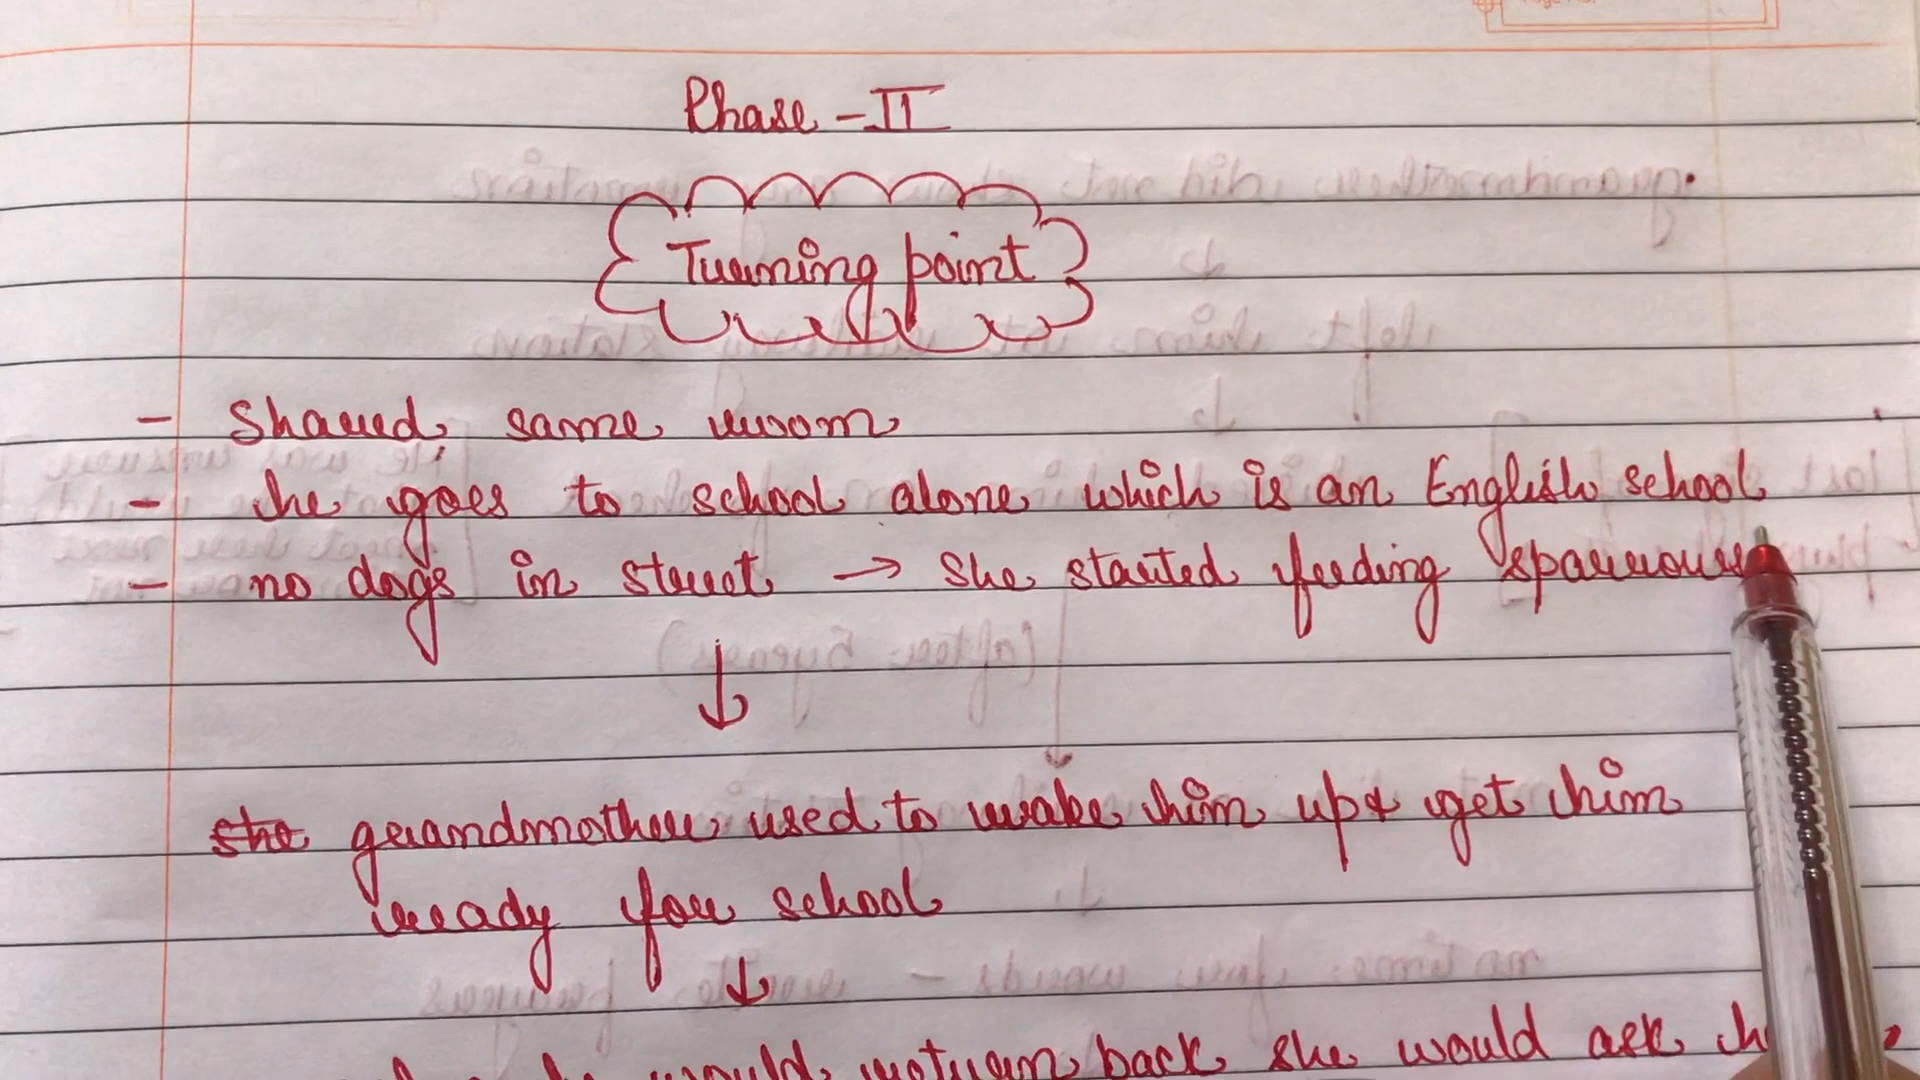 Phase - II
Turning point
- Shared same room
- he goes to school alone which is an English school
- no dogs in street → She started feeding sparrows
↓
she grandmother used to wake him up & get him
ready for school
↓
would return back she would ask